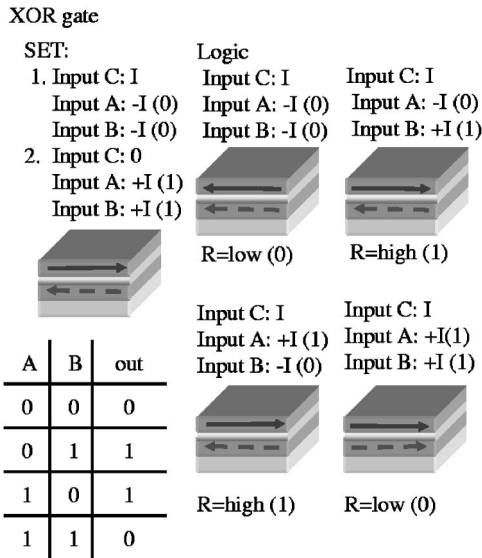 XOR gate
SET:
1. Input C: I
Input A: -I (0)
Input B: -I (0)
2. Input C: 0
Input A: +I (1)
Input B: +I (1)
Logic
Input C: I
Input A: -I (0)
Input B: -I (0)
R=low (0)
Input C: I
Input A: -I (0)
Input B: +I (1)
R=high (1)
Input C: I
Input A: +I (1)
Input B: -I (0)
R=high (1)
Input C: I
Input A: +I(1)
Input B: +I (1)
R=low (0)
A B out
0 0 0
0 1 1
1 0 1
1 1 0